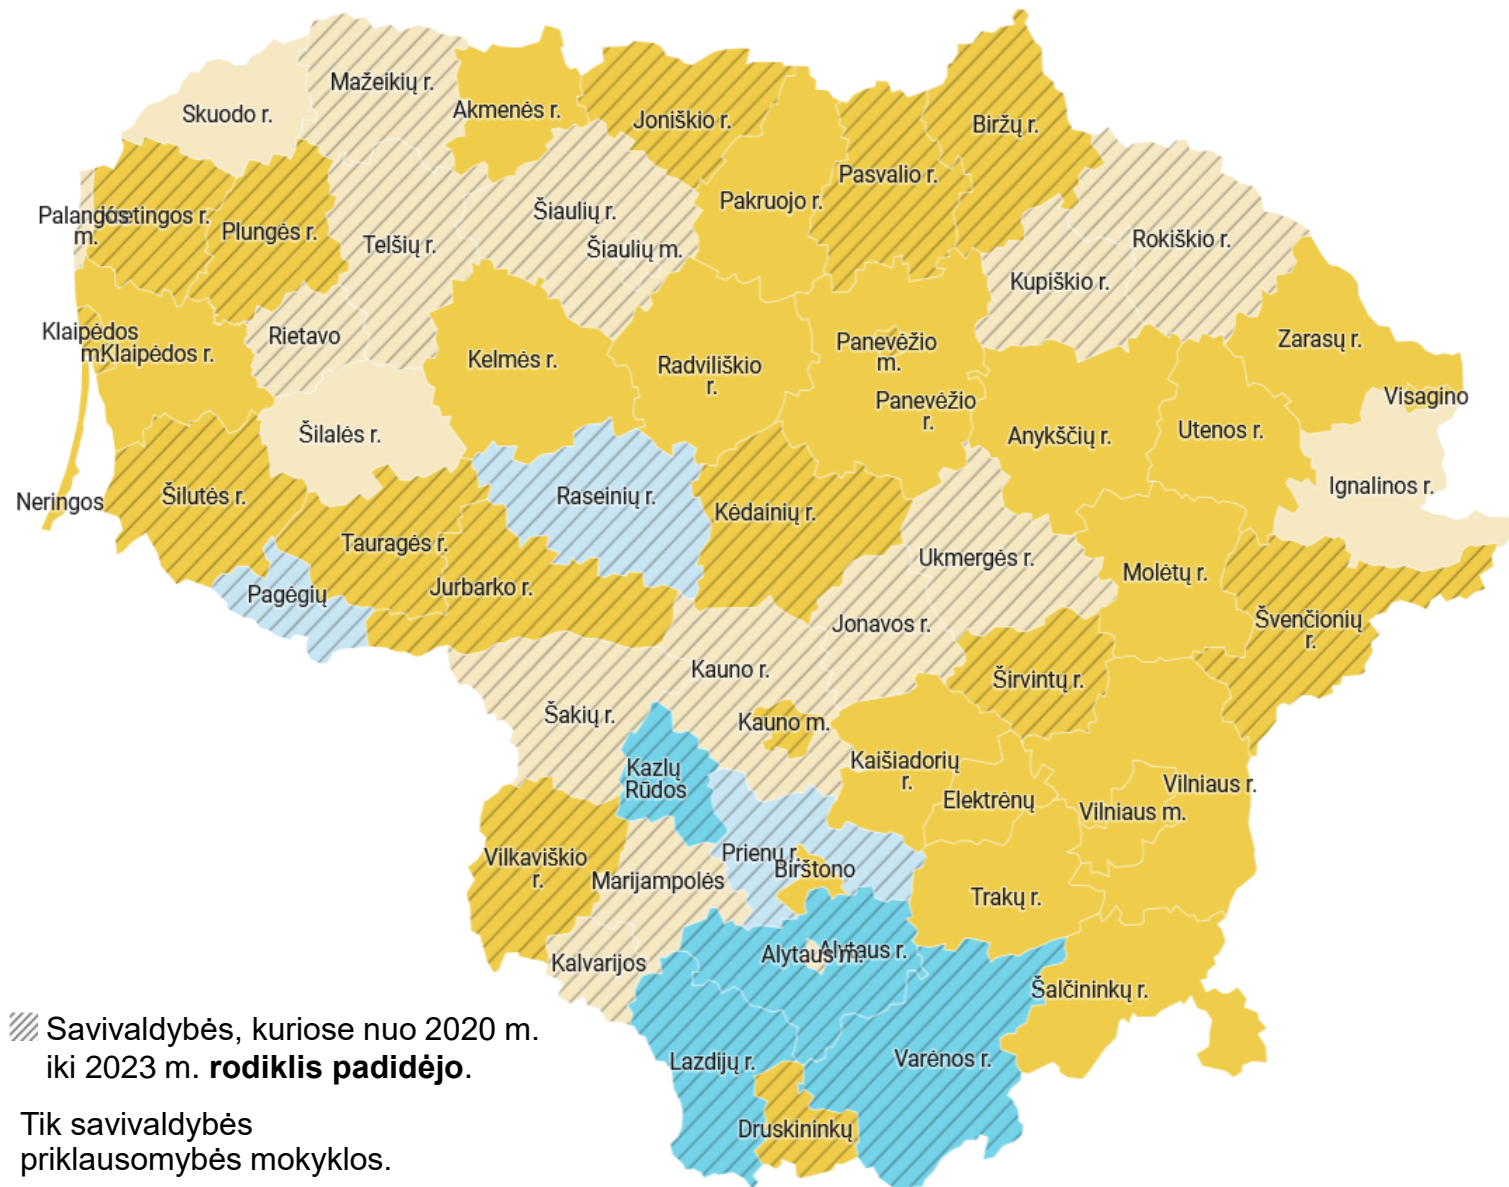 Skuodo r.
Mažeikių r.
Akmenės r.
Joniškio r.
Biržų r.
Pasvalio r.
Pakruojo r.
Palangos
m.
Kretingos r.
Plungės r.
Telšių r.
Šiaulių r.
Šiaulių m.
Rokiškio r.
Kupiškio r.
Klaipėdos
m.
Klaipėdos r.
Rietavo
Kelmės r.
Radviliškio
r.
Panevėžio
m.
Panevėžio
r.
Zarasų r.
Visagino
Anykščių r.
Utenos r.
Šilalės r.
Ignalinos r.
Neringos
Šilutės r.
Raseinių r.
Kėdainių r.
Tauragės r.
Ukmergės r.
Molėtų r.
Pagėgių
Jurbarko r.
Jonavos r.
Švenčionių
r.
Kauno r.
Širvintų r.
Šakių r.
Kauno m.
Kazlų
Rūdos
Kaišiadorių
r.
Elektrėnų
Vilniaus r.
Vilniaus m.
Vilkaviškio
r.
Prienų r.
Birštono
Marijampolės
Trakų r.
Kalvarijos
Alytaus m.
Alytaus r.
Šalčininkų r.
Lazdijų r.
Varėnos r.
Druskininkų
Savivaldybės, kuriose nuo 2020 m.
iki 2023 m. rodiklis padidėjo.
Tik savivaldybės
priklausomybės mokyklos.